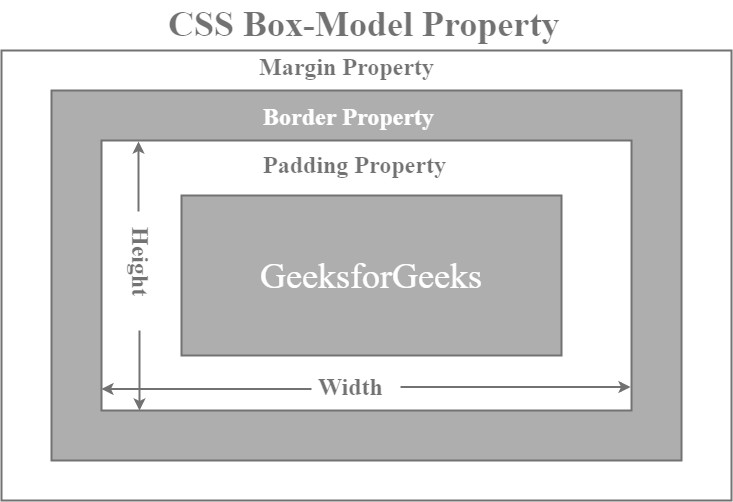 CSS Box-Model Property
Margin Property
Border Property
Padding Property
Height
GeeksforGeeks
Width